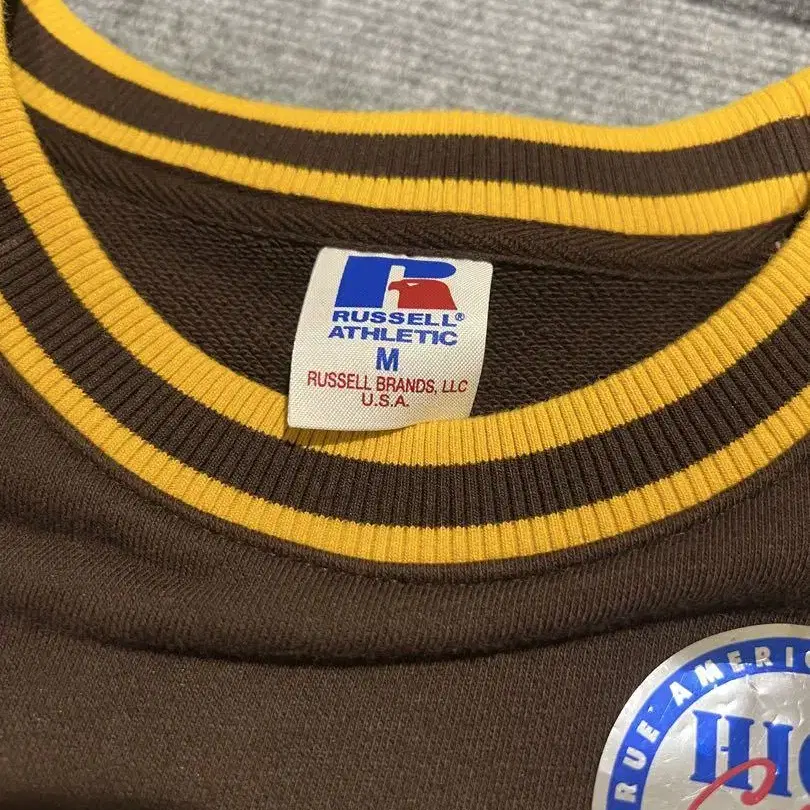 R
RUSSELL®
ATHLETIC
M
RUSSELL BRANDS, LLC
U.S.A.